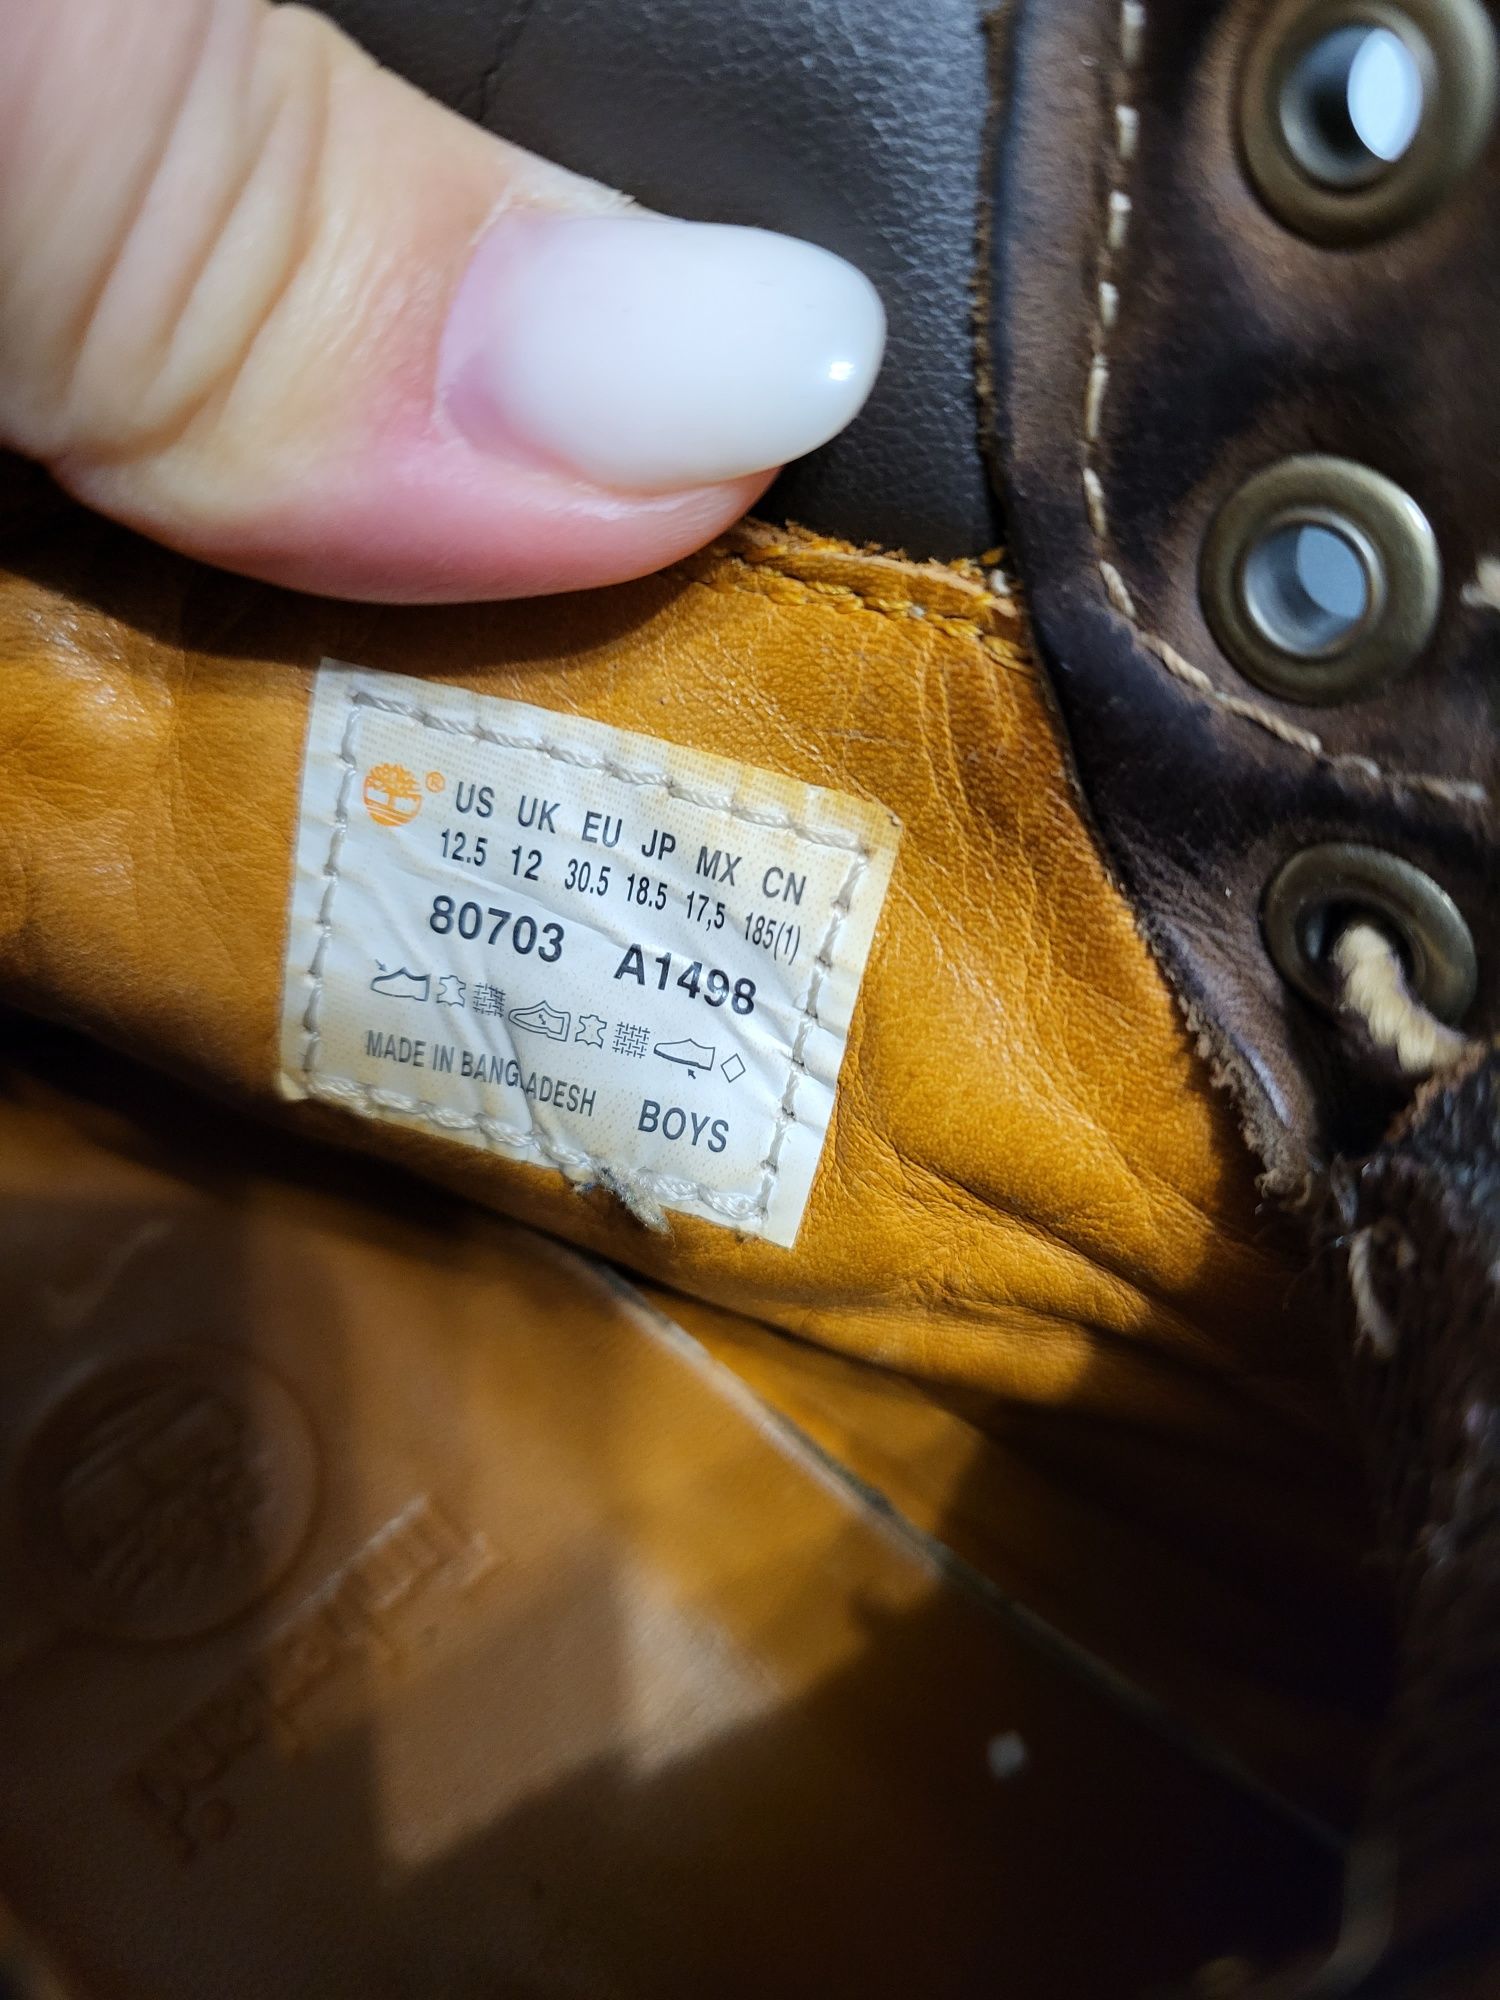 ® US UK EU JP MX CN
12.5 12 30.5 18.5 17,5 185(1)
80703 A1498
MADE IN BANGLADESH BOYS